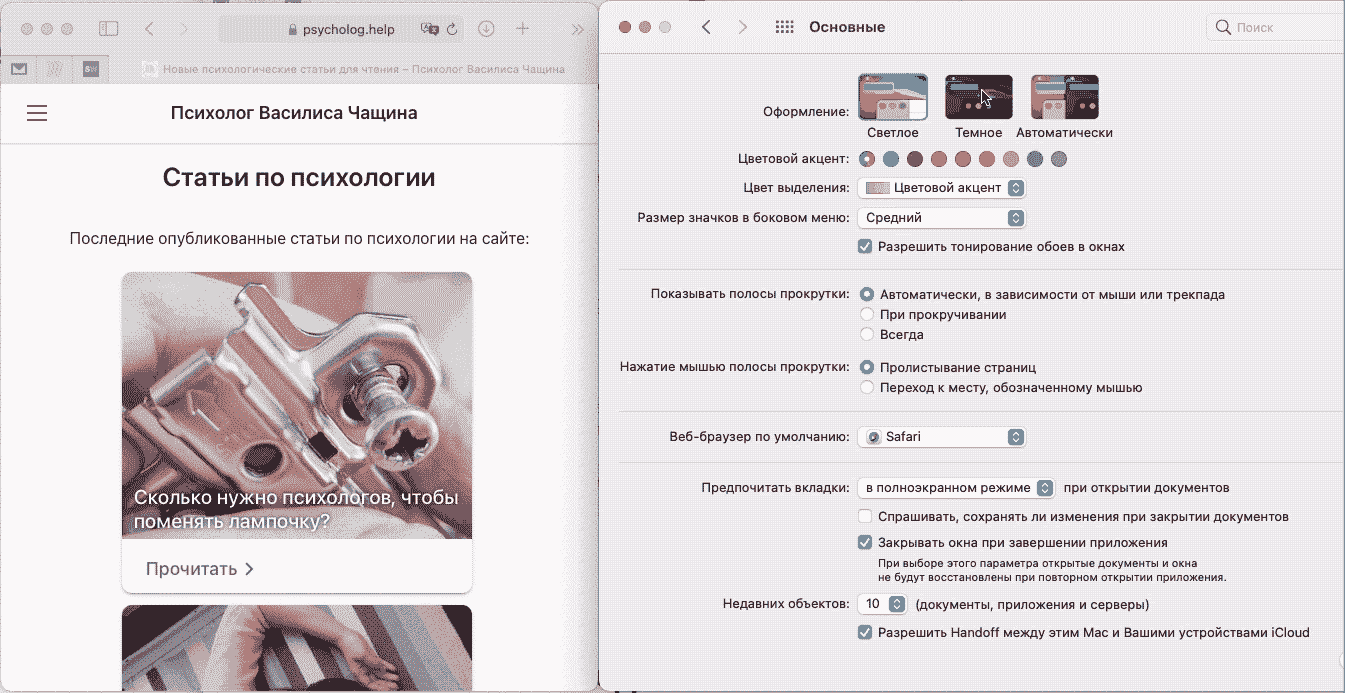 psycholog.help
SW
Новые психологические статьи для чтения – Психолог Василиса Чащина
Психолог Василиса Чащина
Статьи по психологии
Последние опубликованные статьи по психологии на сайте:
Сколько нужно психологов, чтобы
поменять лампочку?
Прочитать
Основные
Поиск
Оформление:
Светлое Темное Автоматически
Цветовой акцент:
Цвет выделения: Цветовой акцент
Размер значков в боковом меню: Средний
Разрешить тонирование обоев в окнах
Показывать полосы прокрутки: Автоматически, в зависимости от мыши или трекпада
При прокручивании
Всегда
Нажатие мышью полосы прокрутки: Пролистывание страниц
Переход к месту, обозначенному мышью
Веб-браузер по умолчанию: Safari
Предпочитать вкладки: в полноэкранном режиме при открытии документов
Спрашивать, сохранять ли изменения при закрытии документов
Закрывать окна при завершении приложения
При выборе этого параметра открытые документы и окна
не будут восстановлены при повторном открытии приложения.
Недавних объектов: 10 (документы, приложения и серверы)
Разрешить Handoff между этим Mac и Вашими устройствами iCloud